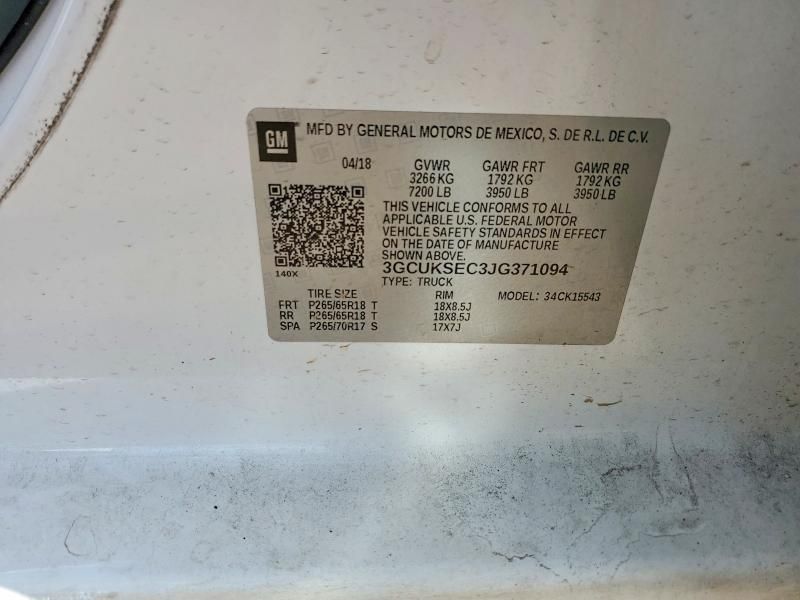 GM MFD BY GENERAL MOTORS DE MEXICO, S. DE R.L. DE C.V.
04/18 GVWR GAWR FRT GAWR RR
3266 KG 1792 KG 1792 KG
7200 LB 3950 LB 3950 LB
THIS VEHICLE CONFORMS TO ALL
APPLICABLE U.S. FEDERAL MOTOR
VEHICLE SAFETY STANDARDS IN EFFECT
ON THE DATE OF MANUFACTURE
SHOWN ABOVE.
3GCUKSEC3JG371094
140X
TYPE: TRUCK
TIRE SIZE RIM MODEL: 34CK15543
FRT P265/65R18 T 18X8.5J
RR P265/65R18 T 18X8.5J
SPA P265/70R17 S 17X7J